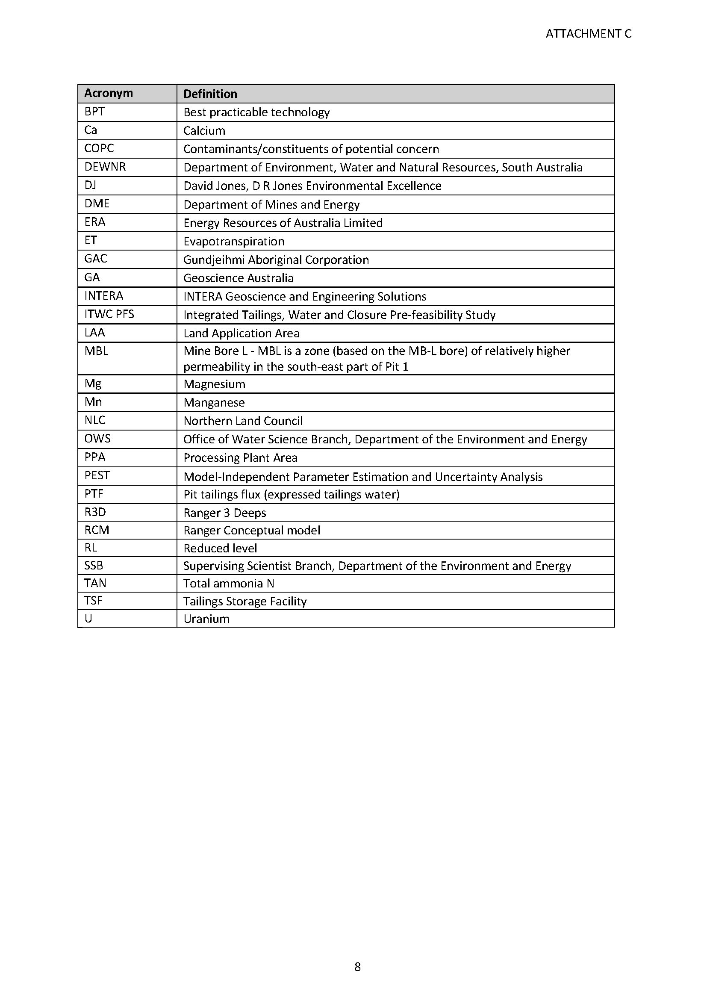 ATTACHMENT C
Acronym Definition
BPT Best practicable technology
Ca Calcium
COPC Contaminants/constituents of potential concern
DEWNR Department of Environment, Water and Natural Resources, South Australia
DJ David Jones, D R Jones Environmental Excellence
DME Department of Mines and Energy
ERA Energy Resources of Australia Limited
ET Evapotranspiration
GAC Gundjeihmi Aboriginal Corporation
GA Geoscience Australia
INTERA INTERA Geoscience and Engineering Solutions
ITWC PFS Integrated Tailings, Water and Closure Pre-feasibility Study
LAA Land Application Area
MBL Mine Bore L - MBL is a zone (based on the MB-L bore) of relatively higher
permeability in the south-east part of Pit 1
Mg Magnesium
Mn Manganese
NLC Northern Land Council
OWS Office of Water Science Branch, Department of the Environment and Energy
PPA Processing Plant Area
PEST Model-Independent Parameter Estimation and Uncertainty Analysis
PTF Pit tailings flux (expressed tailings water)
R3D Ranger 3 Deeps
RCM Ranger Conceptual model
RL Reduced level
SSB Supervising Scientist Branch, Department of the Environment and Energy
TAN Total ammonia N
TSF Tailings Storage Facility
U Uranium
8